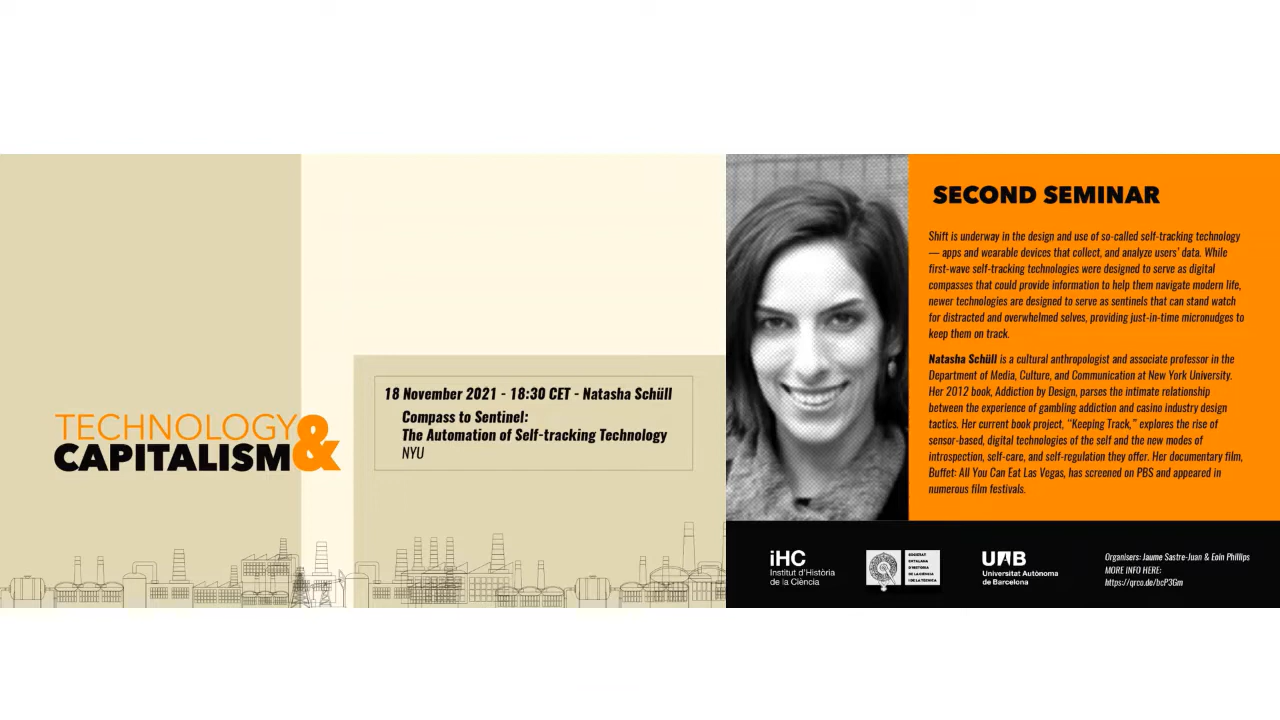 TECHNOLOGY &
CAPITALISM
18 November 2021 - 18:30 CET - Natasha Schüll
Compass to Sentinel:
The Automation of Self-tracking Technology
NYU
SECOND SEMINAR
Shift is underway in the design and use of so-called self-tracking technology
— apps and wearable devices that collect, and analyze users' data. While
first-wave self-tracking technologies were designed to serve as digital
compasses that could provide information to help them navigate modern life,
newer technologies are designed to serve as sentinels that can stand watch
for distracted and overwhelmed selves, providing just-in-time micronudges to
keep them on track.
Natasha Schüll is a cultural anthropologist and associate professor in the
Department of Media, Culture, and Communication at New York University.
Her 2012 book, Addiction by Design, parses the intimate relationship
between the experience of gambling addiction and casino industry design
tactics. Her current book project, “Keeping Track,” explores the rise of
sensor-based, digital technologies of the self and the new modes of
introspection, self-care, and self-regulation they offer. Her documentary film,
Buffet: All You Can Eat Las Vegas, has screened on PBS and appeared in
numerous film festivals.
iHC
Institut d'Història
de la Ciència
SOCIETAT
CATALANA
D'HISTÒRIA
DE LA CIÈNCIA
I DE LA TÈCNICA
UAB
Universitat Autònoma
de Barcelona
Organisers: Jaume Sastre-Juan & Eoin Phillips
MORE INFO HERE:
https://qrco.de/bcP3Gm